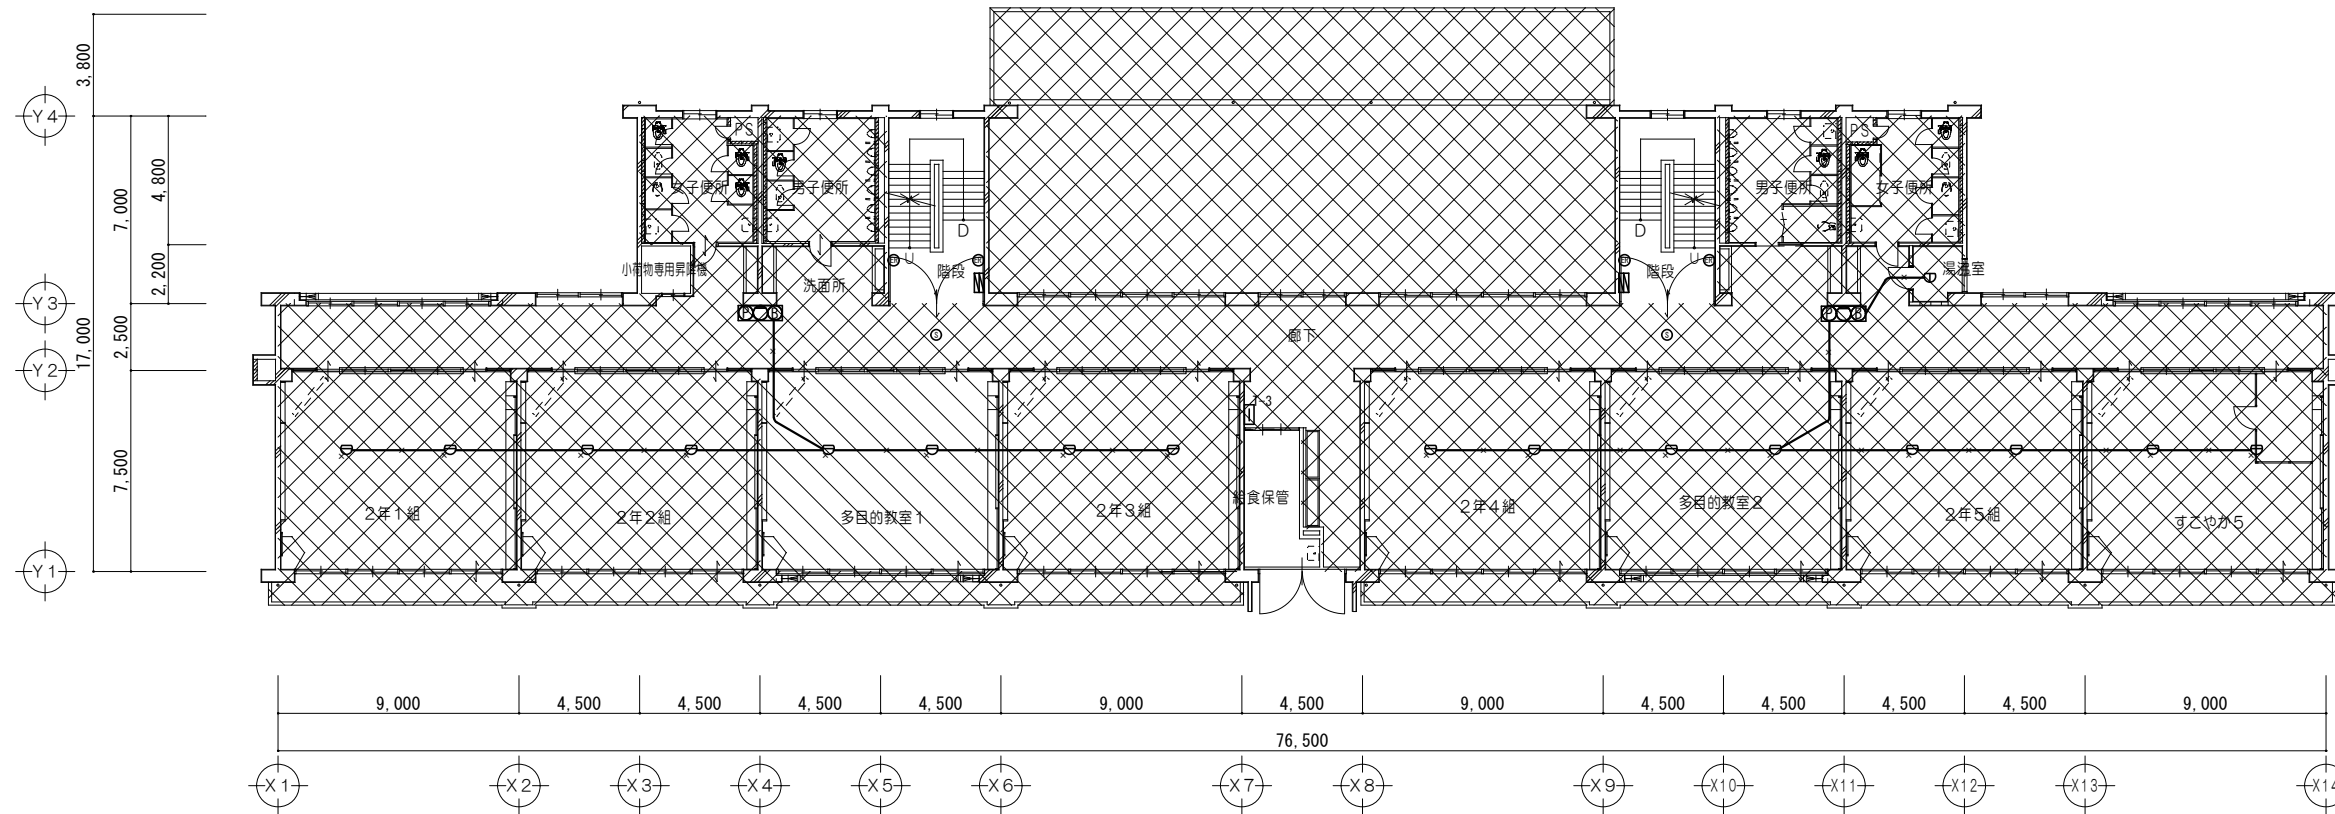 3,800
Y4
PS
PS
4,800
7,000
女子便所
男子便所
男子便所
女子便所
D
D
2,200
小荷物専用昇降機
洗面所
U
階段
階段
U
湯沸室
Y3
P
B
P
B
S
S
17,000
2,500
廊下
Y2
7,500
2年1組
2年2組
多目的教室1
2年3組
給食保管
2年4組
多目的教室2
2年5組
すこやか5
Y1
9,000
4,500
4,500
4,500
4,500
9,000
4,500
9,000
4,500
4,500
4,500
4,500
9,000
76,500
X1
X2
X3
X4
X5
X6
X7
X8
X9
X10
X11
X12
X13
X14